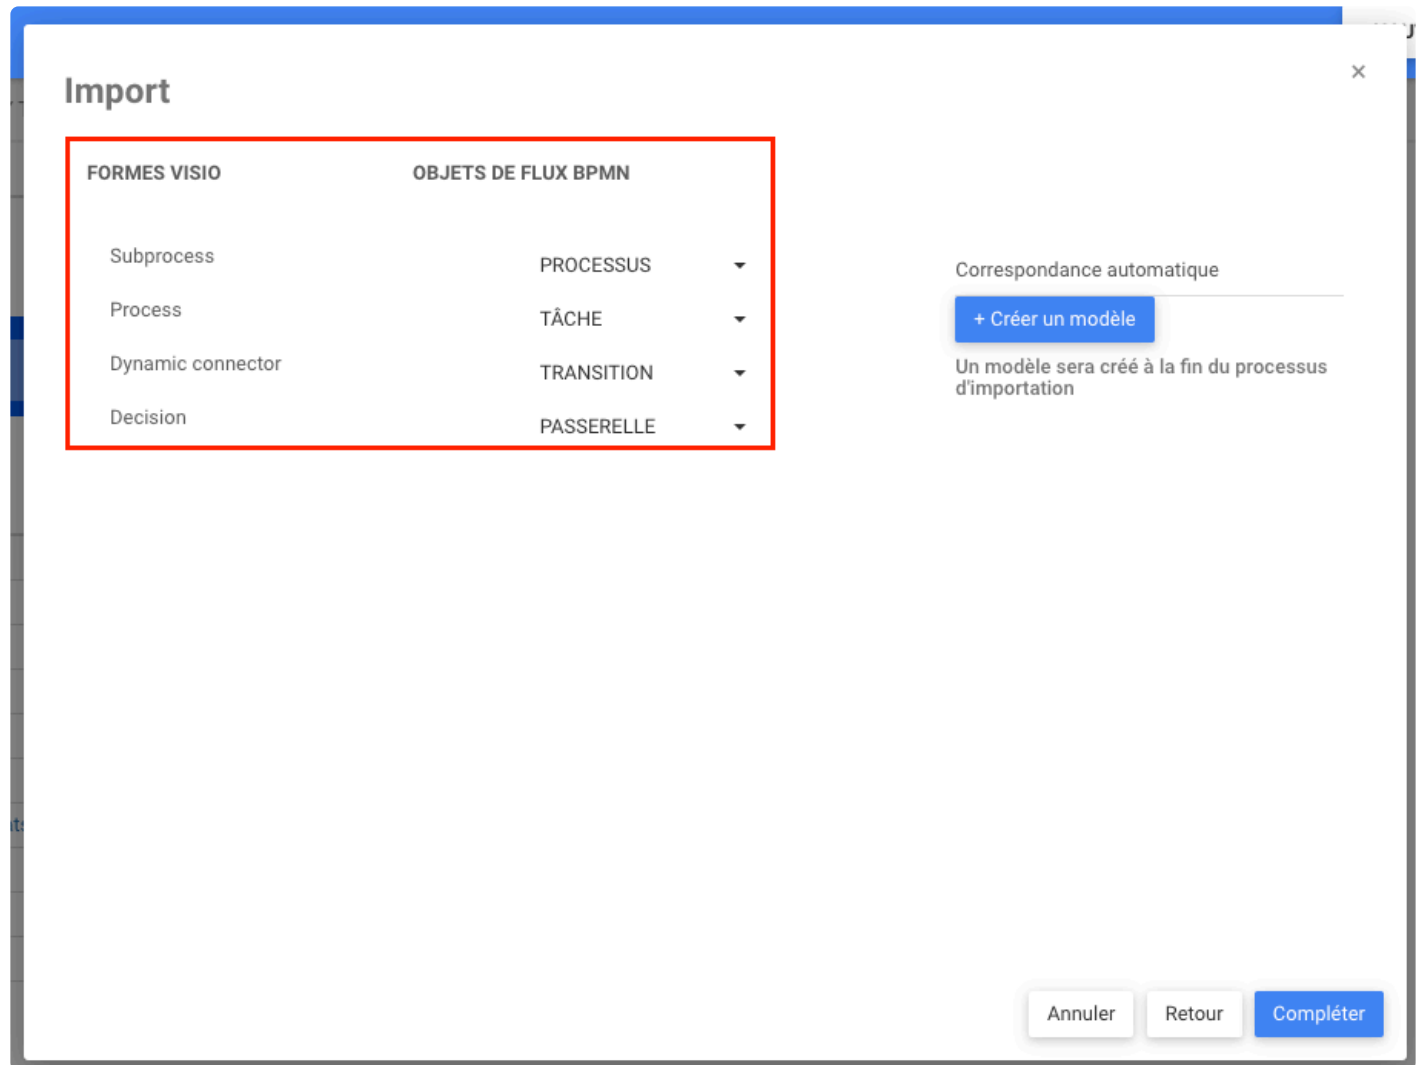 Import
×
FORMES VISIO OBJETS DE FLUX BPMN
Subprocess PROCESSUS
Process TÂCHE
Dynamic connector TRANSITION
Decision PASSERELLE
Correspondance automatique
+ Créer un modèle
Un modèle sera créé à la fin du processus
d'importation
Annuler Retour Compléter